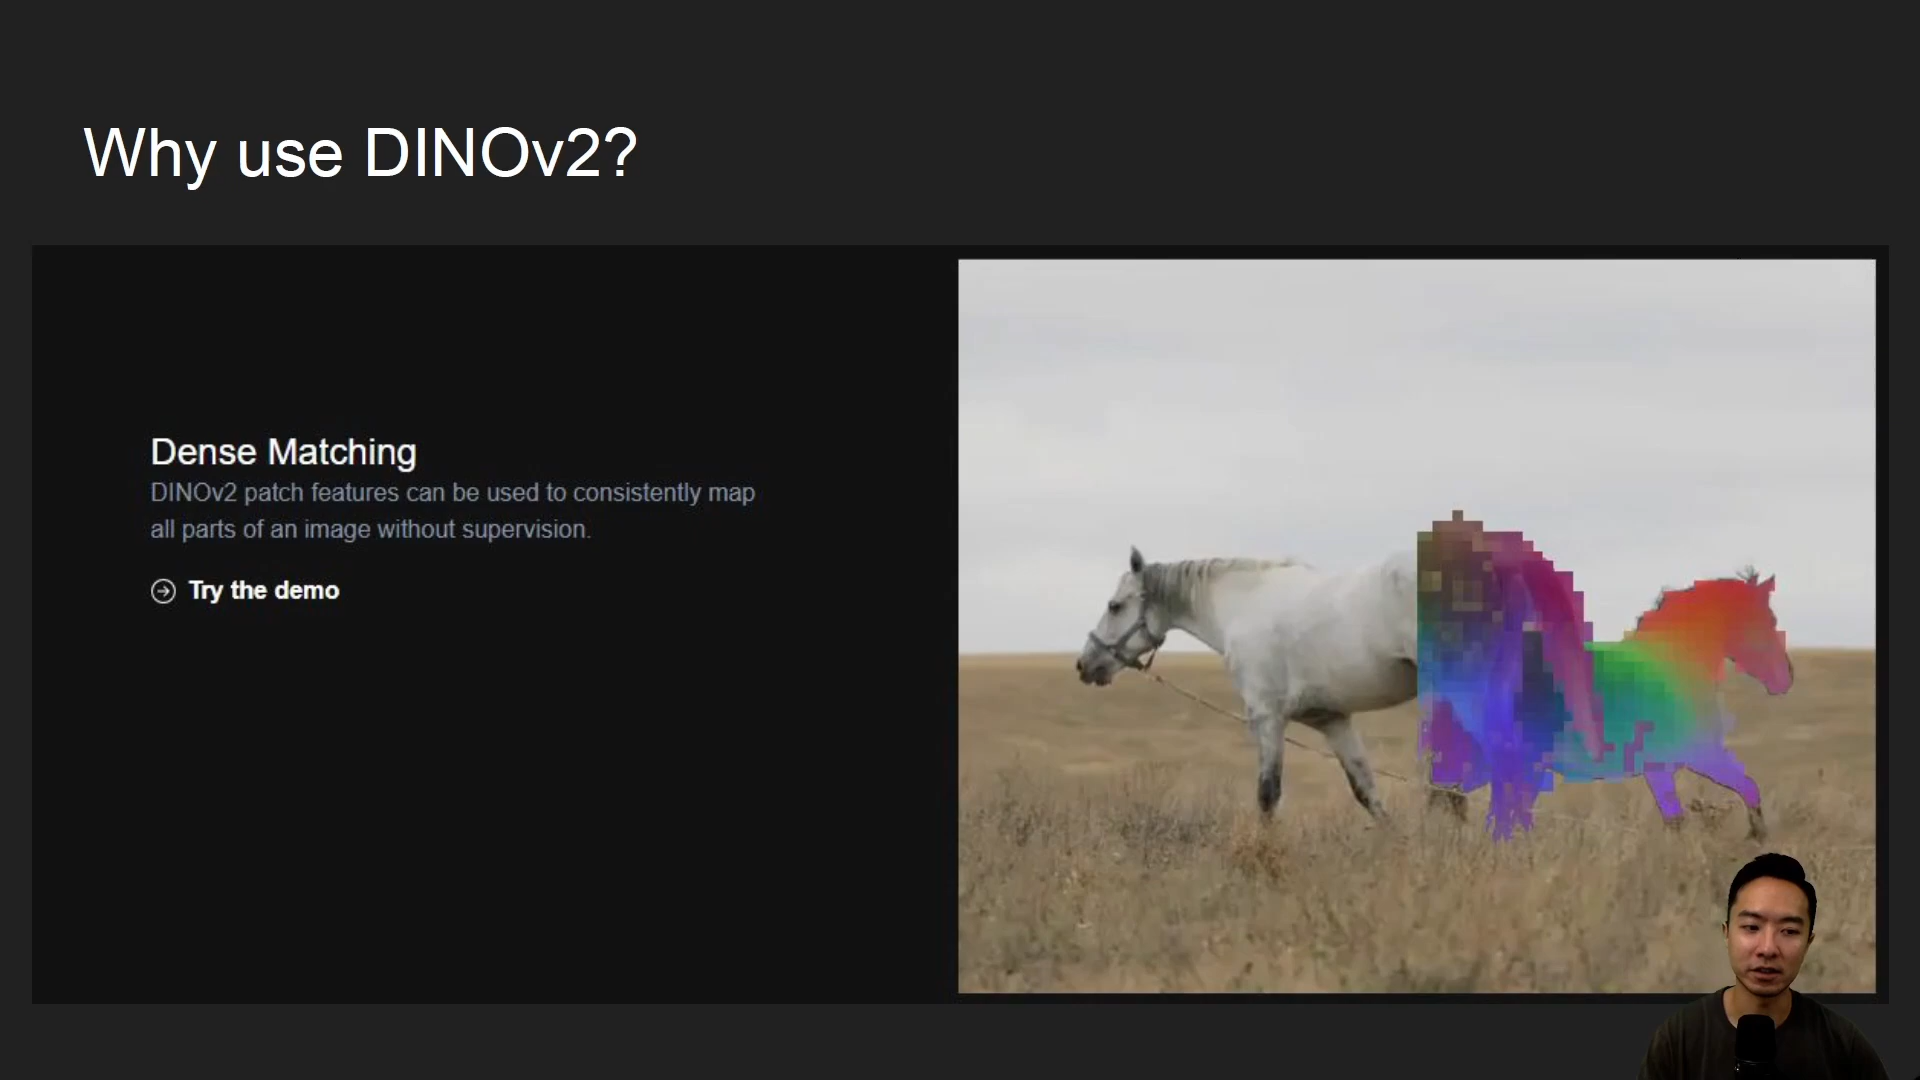 Why use DINOv2?
Dense Matching
DINOv2 patch features can be used to consistently map
all parts of an image without supervision.
Try the demo